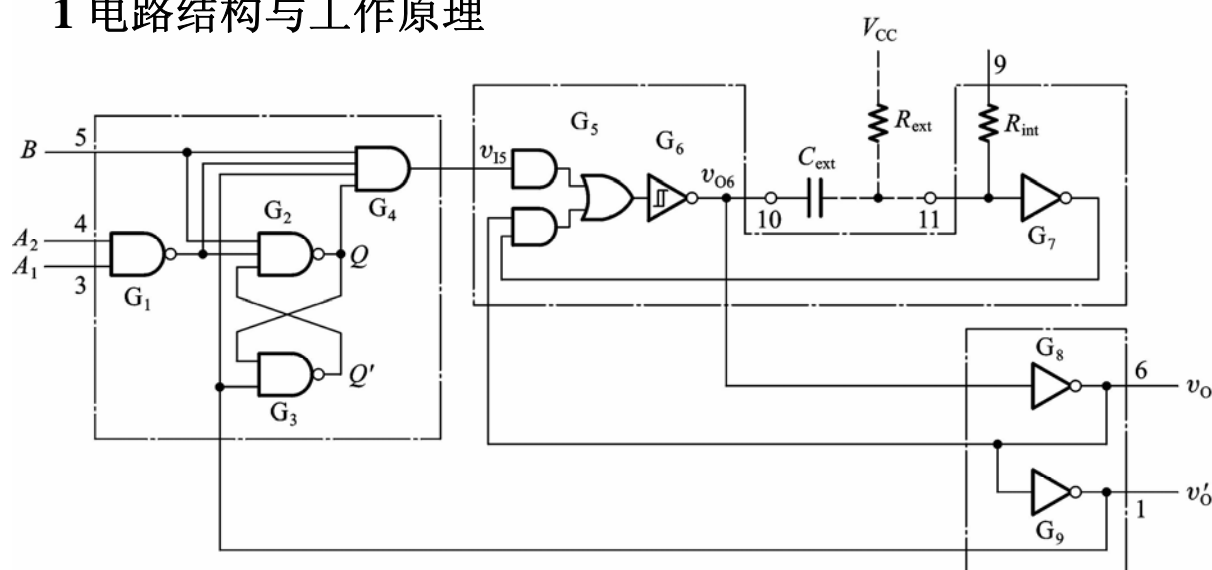 1 电路结构与工作原理
V_CC
9
R_ext
R_int
G_5
G_6
C_ext
B 5
v_I5
v_O6
10
11
G_4
G_7
G_2
A_2 4
A_1 3
Q
G_1
Q'
G_3
G_8
6 v_O
v'_O
1
G_9